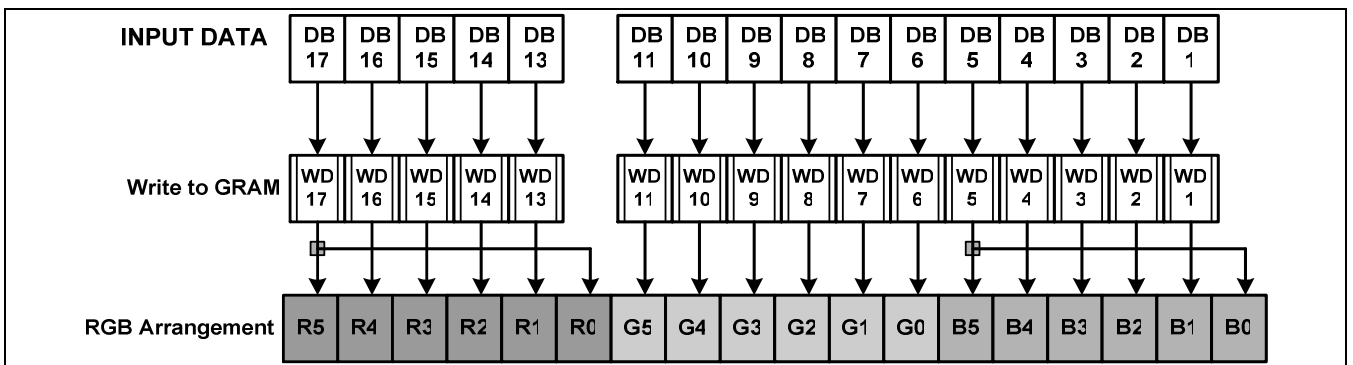 INPUT DATA DB 17 DB 16 DB 15 DB 14 DB 13 DB 11 DB 10 DB 9 DB 8 DB 7 DB 6 DB 5 DB 4 DB 3 DB 2 DB 1
Write to GRAM WD 17 WD 16 WD 15 WD 14 WD 13 WD 11 WD 10 WD 9 WD 8 WD 7 WD 6 WD 5 WD 4 WD 3 WD 2 WD 1
RGB Arrangement R5 R4 R3 R2 R1 R0 G5 G4 G3 G2 G1 G0 B5 B4 B3 B2 B1 B0